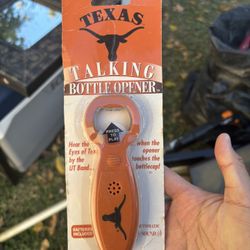 TEXAS
TALKING
BOTTLE OPENER
PRESS TO PLAY
Hear the
Eyes of Tex
by the
UT Band...
...when the
opener
touches the
bottlecap!
BATTERIES
INCLUDED